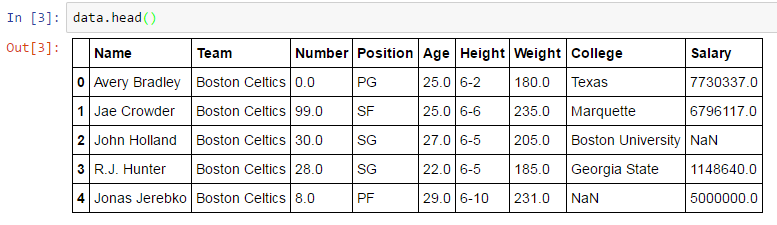 In [3]: data.head()
Out[3]:
Name Team Number Position Age Height Weight College Salary
0 Avery Bradley Boston Celtics 0.0 PG 25.0 6-2 180.0 Texas 7730337.0
1 Jae Crowder Boston Celtics 99.0 SF 25.0 6-6 235.0 Marquette 6796117.0
2 John Holland Boston Celtics 30.0 SG 27.0 6-5 205.0 Boston University NaN
3 R.J. Hunter Boston Celtics 28.0 SG 22.0 6-5 185.0 Georgia State 1148640.0
4 Jonas Jerebko Boston Celtics 8.0 PF 29.0 6-10 231.0 NaN 5000000.0